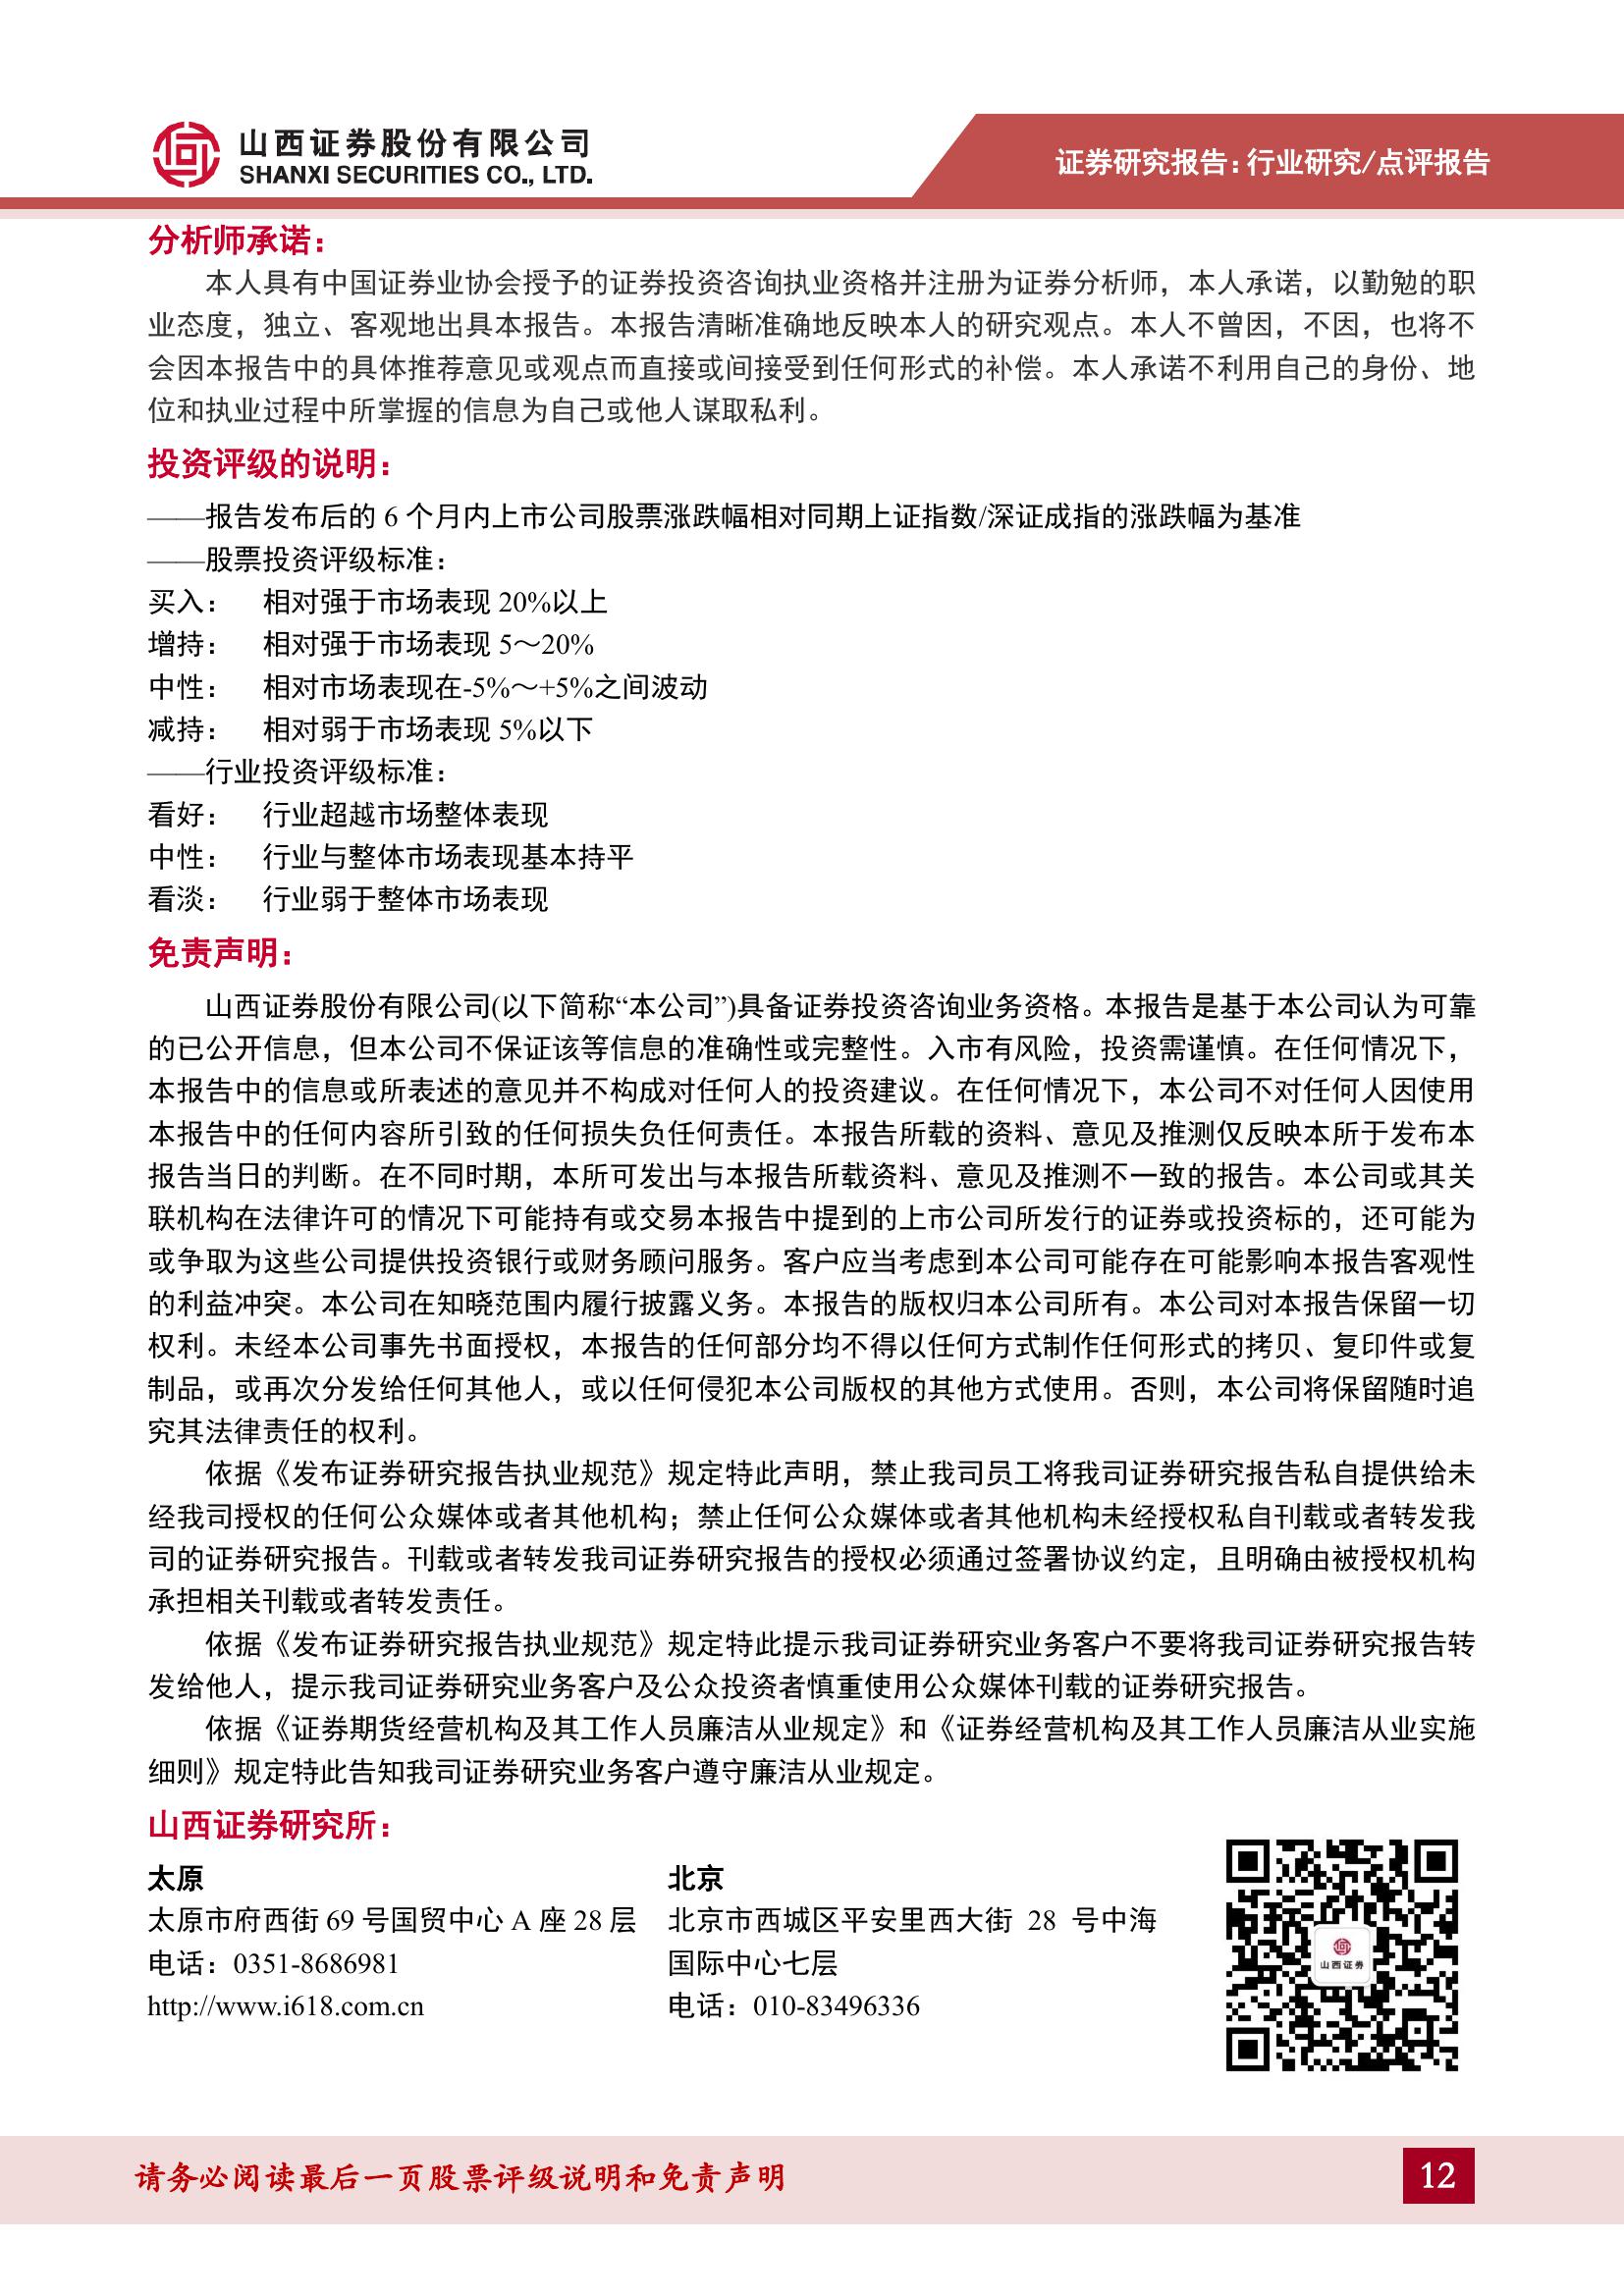 山西证券股份有限公司
SHANXI SECURITIES CO., LTD.
证券研究报告：行业研究/点评报告
分析师承诺：
本人具有中国证券业协会授予的证券投资咨询执业资格并注册为证券分析师，本人承诺，以勤勉的职
业态度，独立、客观地出具本报告。本报告清晰准确地反映本人的研究观点。本人不曾因，不因，也将不
会因本报告中的具体推荐意见或观点而直接或间接受到任何形式的补偿。本人承诺不利用自己的身份、地
位和执业过程中所掌握的信息为自己或他人谋取私利。
投资评级的说明：
——报告发布后的 6 个月内上市公司股票涨跌幅相对同期上证指数/深证成指的涨跌幅为基准
——股票投资评级标准：
买入： 相对强于市场表现 20%以上
增持： 相对强于市场表现 5～20%
中性： 相对市场表现在-5%～+5%之间波动
减持： 相对弱于市场表现 5%以下
——行业投资评级标准：
看好： 行业超越市场整体表现
中性： 行业与整体市场表现基本持平
看淡： 行业弱于整体市场表现
免责声明：
山西证券股份有限公司(以下简称“本公司”)具备证券投资咨询业务资格。本报告是基于本公司认为可靠
的已公开信息，但本公司不保证该等信息的准确性或完整性。入市有风险，投资需谨慎。在任何情况下，
本报告中的信息或所表述的意见并不构成对任何人的投资建议。在任何情况下，本公司不对任何人因使用
本报告中的任何内容所引致的任何损失负任何责任。本报告所载的资料、意见及推测仅反映本所于发布本
报告当日的判断。在不同时期，本所可发出与本报告所载资料、意见及推测不一致的报告。本公司或其关
联机构在法律许可的情况下可能持有或交易本报告中提到的上市公司所发行的证券或投资标的，还可能为
或争取为这些公司提供投资银行或财务顾问服务。客户应当考虑到本公司可能存在可能影响本报告客观性
的利益冲突。本公司在知晓范围内履行披露义务。本报告的版权归本公司所有。本公司对本报告保留一切
权利。未经本公司事先书面授权，本报告的任何部分均不得以任何方式制作任何形式的拷贝、复印件或复
制品，或再次分发给任何其他人，或以任何侵犯本公司版权的其他方式使用。否则，本公司将保留随时追
究其法律责任的权利。
依据《发布证券研究报告执业规范》规定特此声明，禁止我司员工将我司证券研究报告私自提供给未
经我司授权的任何公众媒体或者其他机构；禁止任何公众媒体或者其他机构未经授权私自刊载或者转发我
司的证券研究报告。刊载或者转发我司证券研究报告的授权必须通过签署协议约定，且明确由被授权机构
承担相关刊载或者转发责任。
依据《发布证券研究报告执业规范》规定特此提示我司证券研究业务客户不要将我司证券研究报告转
发给他人，提示我司证券研究业务客户及公众投资者慎重使用公众媒体刊载的证券研究报告。
依据《证券期货经营机构及其工作人员廉洁从业规定》和《证券经营机构及其工作人员廉洁从业实施
细则》规定特此告知我司证券研究业务客户遵守廉洁从业规定。
山西证券研究所：
太原
太原市府西街 69 号国贸中心 A 座 28 层
电话：0351-8686981
http://www.i618.com.cn
北京
北京市西城区平安里西大街 28 号中海
国际中心七层
电话：010-83496336
山西证券
请务必阅读最后一页股票评级说明和免责声明
12